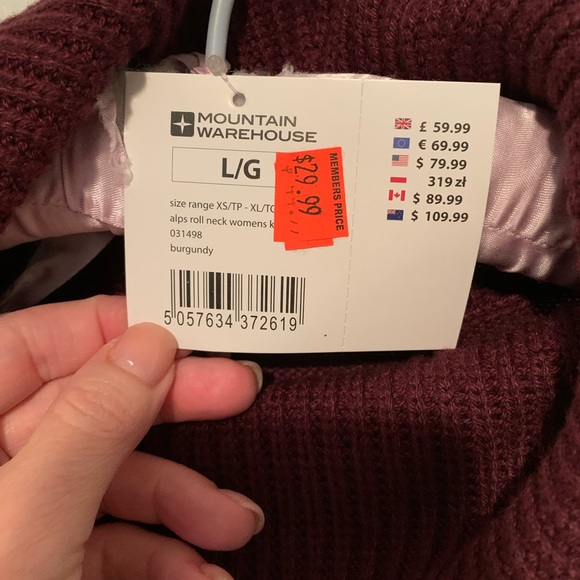 MOUNTAIN
WAREHOUSE
L/G
size range XS/TP - XL/TG
alps roll neck womens k
031498
burgundy
5 057634 372619
MEMBERS PRICE
$29.99
£ 59.99
€ 69.99
$ 79.99
319 zł
$ 89.99
$ 109.99